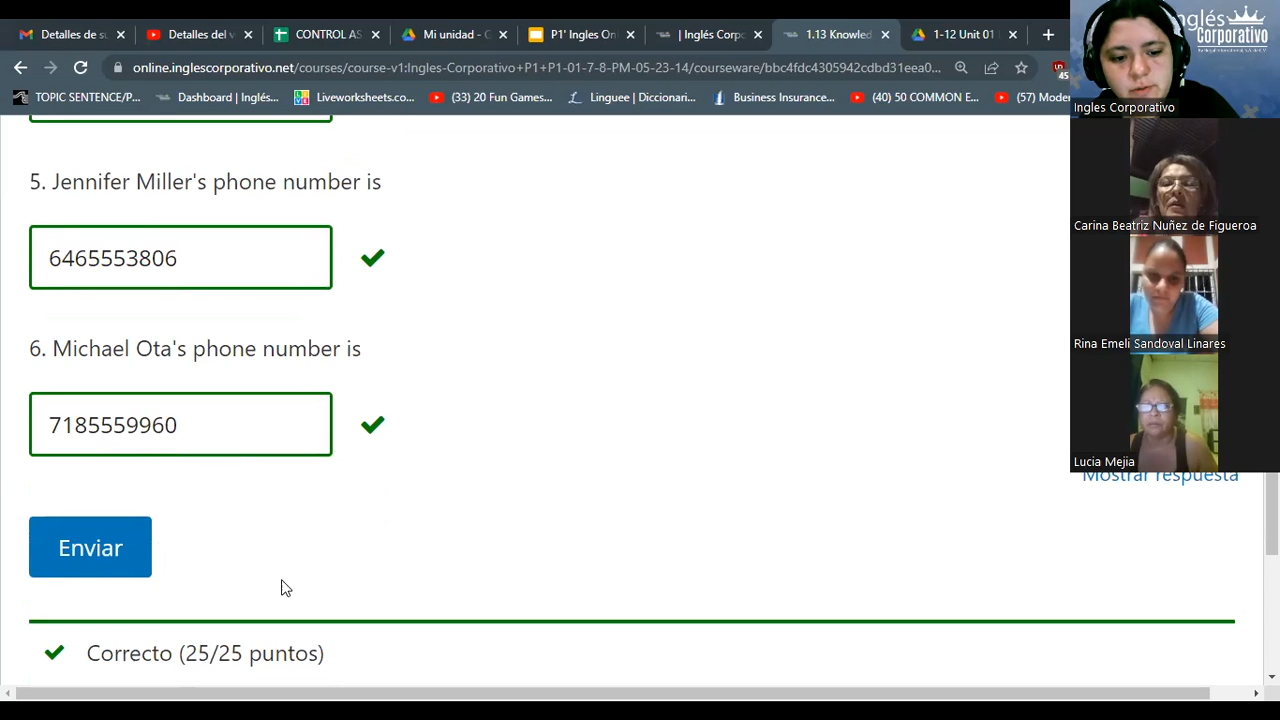 Detalles de su
Detalles del v
CONTROL AS
Mi unidad - G
P1' Ingles On
| Inglés Corpo
1.13 Knowled
1-12 Unit 01
online.inglescorporativo.net/courses/course-v1:Ingles-Corporativo+P1+P1-01-7-8-PM-05-23-14/courseware/bbc4fdc4305942cdbd31eea0...
45
TOPIC SENTENCE/P...
Dashboard | Inglés...
Liveworksheets.co...
(33) 20 Fun Games...
Linguee | Diccionari...
Business Insurance...
(40) 50 COMMON E...
(57) Mode
Inglés
Corporativo
Ingles Corporativo
Carina Beatriz Nuñez de Figueroa
Rina Emeli Sandoval Linares
Lucia Mejia
5. Jennifer Miller's phone number is
6465553806
6. Michael Ota's phone number is
7185559960
Mostrar respuesta
Enviar
Correcto (25/25 puntos)